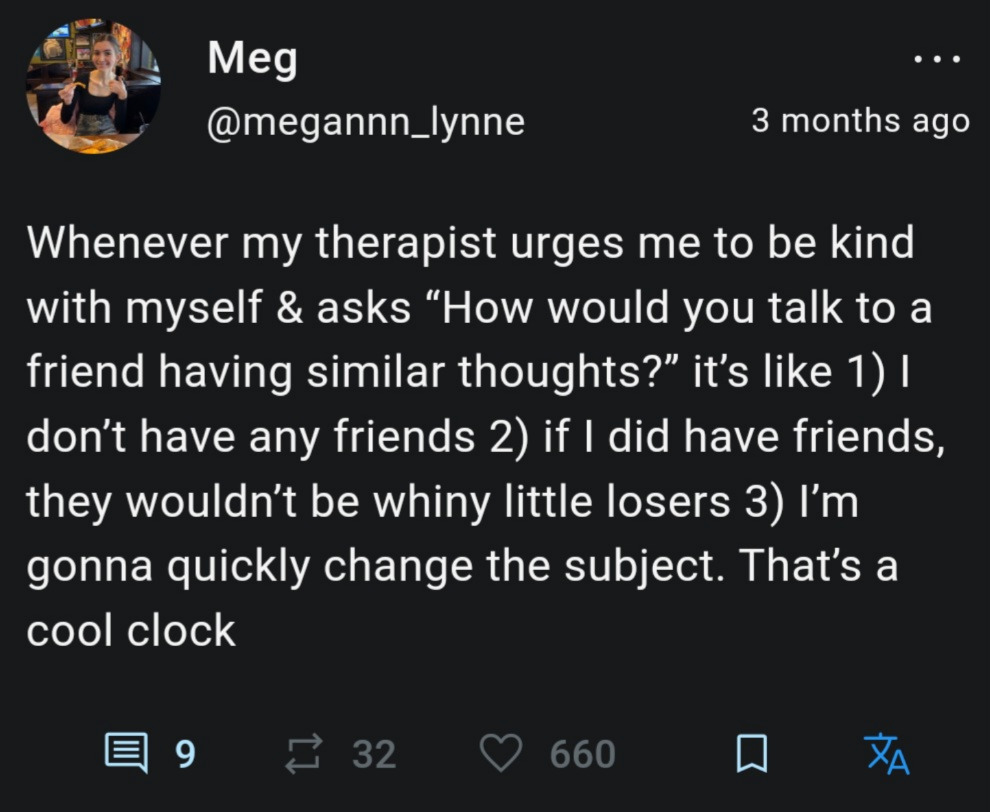 Meg
...
@megannn_lynne
3 months ago
Whenever my therapist urges me to be kind
with myself & asks “How would you talk to a
friend having similar thoughts?” it’s like 1) I
don’t have any friends 2) if I did have friends,
they wouldn’t be whiny little losers 3) I’m
gonna quickly change the subject. That’s a
cool clock
9 32 660